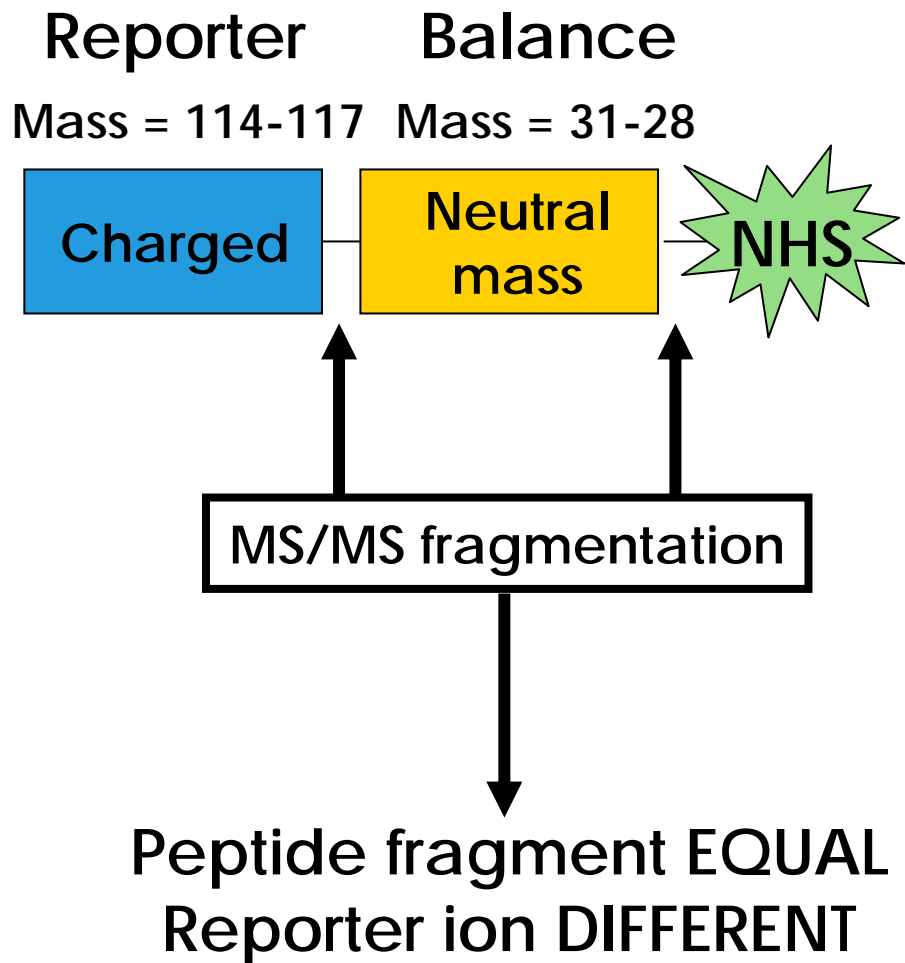 Reporter Balance
Mass = 114-117 Mass = 31-28
Charged
Neutral
mass
NHS
MS/MS fragmentation
Peptide fragment EQUAL
Reporter ion DIFFERENT